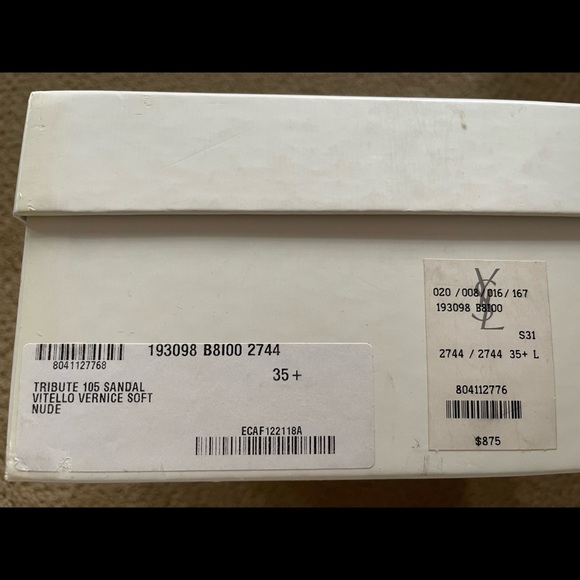 193098 B8I00 2744
8041127768
35+
TRIBUTE 105 SANDAL
VITELLO VERNICE SOFT
NUDE
ECAF122118A
YSL
020 /008/016/ 167
193098 B8I00
S31
2744 / 2744 35+ L
804112776
$875